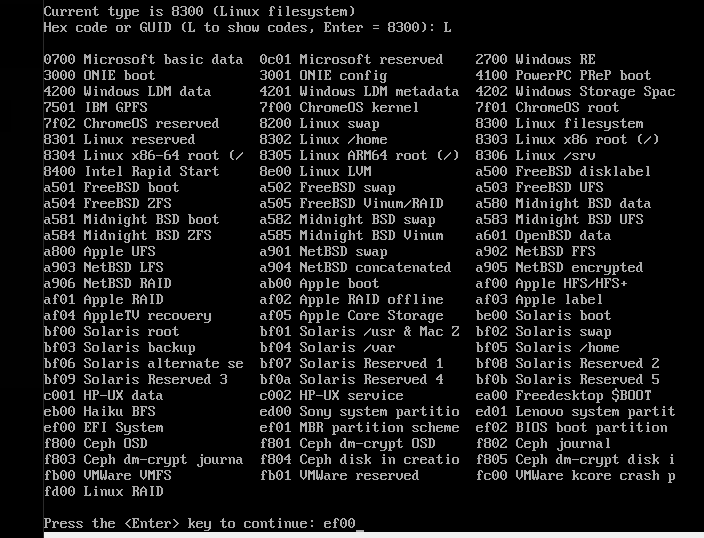 Current type is 8300 (Linux filesystem)
Hex code or GUID (L to show codes, Enter = 8300): L
0700 Microsoft basic data  0c01 Microsoft reserved  2700 Windows RE
3000 ONIE boot  3001 ONIE config  4100 PowerPC PReP boot
4200 Windows LDM data  4201 Windows LDM metadata  4202 Windows Storage Spac
7501 IBM GPFS  7f00 ChromeOS kernel  7f01 ChromeOS root
7f02 ChromeOS reserved  8200 Linux swap  8300 Linux filesystem
8301 Linux reserved  8302 Linux /home  8303 Linux x86 root (/)
8304 Linux x86-64 root (/  8305 Linux ARM64 root (/)  8306 Linux /srv
8400 Intel Rapid Start  8e00 Linux LVM  a500 FreeBSD disklabel
a501 FreeBSD boot  a502 FreeBSD swap  a503 FreeBSD UFS
a504 FreeBSD ZFS  a505 FreeBSD Vinum/RAID  a580 Midnight BSD data
a581 Midnight BSD boot  a582 Midnight BSD swap  a583 Midnight BSD UFS
a584 Midnight BSD ZFS  a585 Midnight BSD Vinum  a601 OpenBSD data
a800 Apple UFS  a901 NetBSD swap  a902 NetBSD FFS
a903 NetBSD LFS  a904 NetBSD concatenated  a905 NetBSD encrypted
a906 NetBSD RAID  ab00 Apple boot  af00 Apple HFS/HFS+
af01 Apple RAID  af02 Apple RAID offline  af03 Apple label
af04 AppleTV recovery  af05 Apple Core Storage  be00 Solaris boot
bf00 Solaris root  bf01 Solaris /usr & Mac Z  bf02 Solaris swap
bf03 Solaris backup  bf04 Solaris /var  bf05 Solaris /home
bf06 Solaris alternate se  bf07 Solaris Reserved 1  bf08 Solaris Reserved 2
bf09 Solaris Reserved 3  bf0a Solaris Reserved 4  bf0b Solaris Reserved 5
c001 HP-UX data  c002 HP-UX service  ea00 Freedesktop $BOOT
eb00 Haiku BFS  ed00 Sony system partitio  ed01 Lenovo system partit
ef00 EFI System  ef01 MBR partition scheme  ef02 BIOS boot partition
f800 Ceph OSD  f801 Ceph dm-crypt OSD  f802 Ceph journal
f803 Ceph dm-crypt journa  f804 Ceph disk in creatio  f805 Ceph dm-crypt disk i
fb00 VMWare VMFS  fb01 VMWare reserved  fc00 VMWare kcore crash p
fd00 Linux RAID
Press the <Enter> key to continue: ef00_